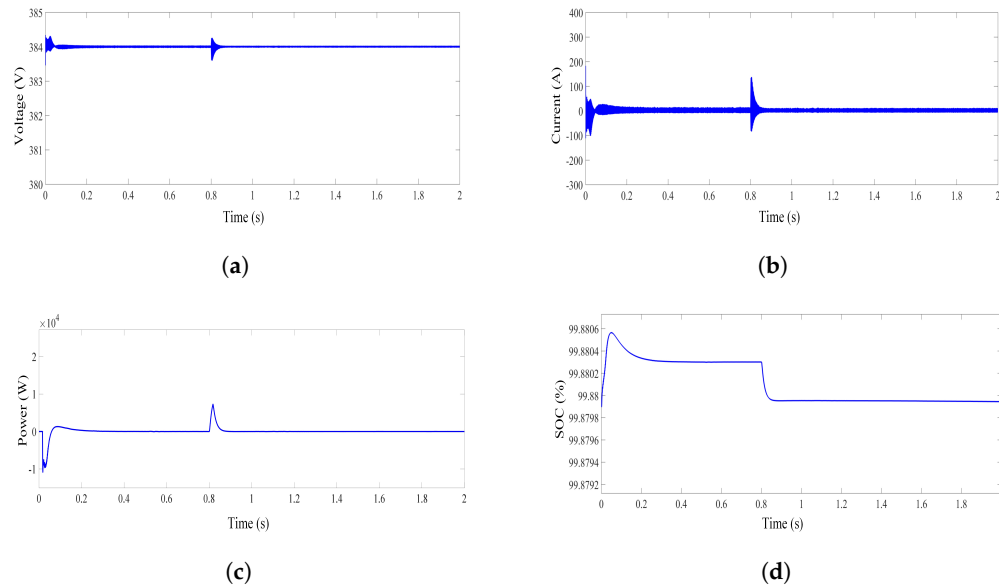 385
384
383
382
381
380
Voltage (V)
0 0.2 0.4 0.6 0.8 1 1.2 1.4 1.6 1.8 2
Time (s)
(a)
400
300
200
100
0
-100
-200
-300
Current (A)
0 0.2 0.4 0.6 0.8 1 1.2 1.4 1.6 1.8 2
Time (s)
(b)
×10⁴
2
1
0
-1
Power (W)
0 0.2 0.4 0.6 0.8 1 1.2 1.4 1.6 1.8 2
Time (s)
(c)
99.8806
99.8804
99.8802
99.88
99.8798
99.8796
99.8794
99.8792
SOC (%)
0 0.2 0.4 0.6 0.8 1 1.2 1.4 1.6 1.8 2
Time (s)
(d)